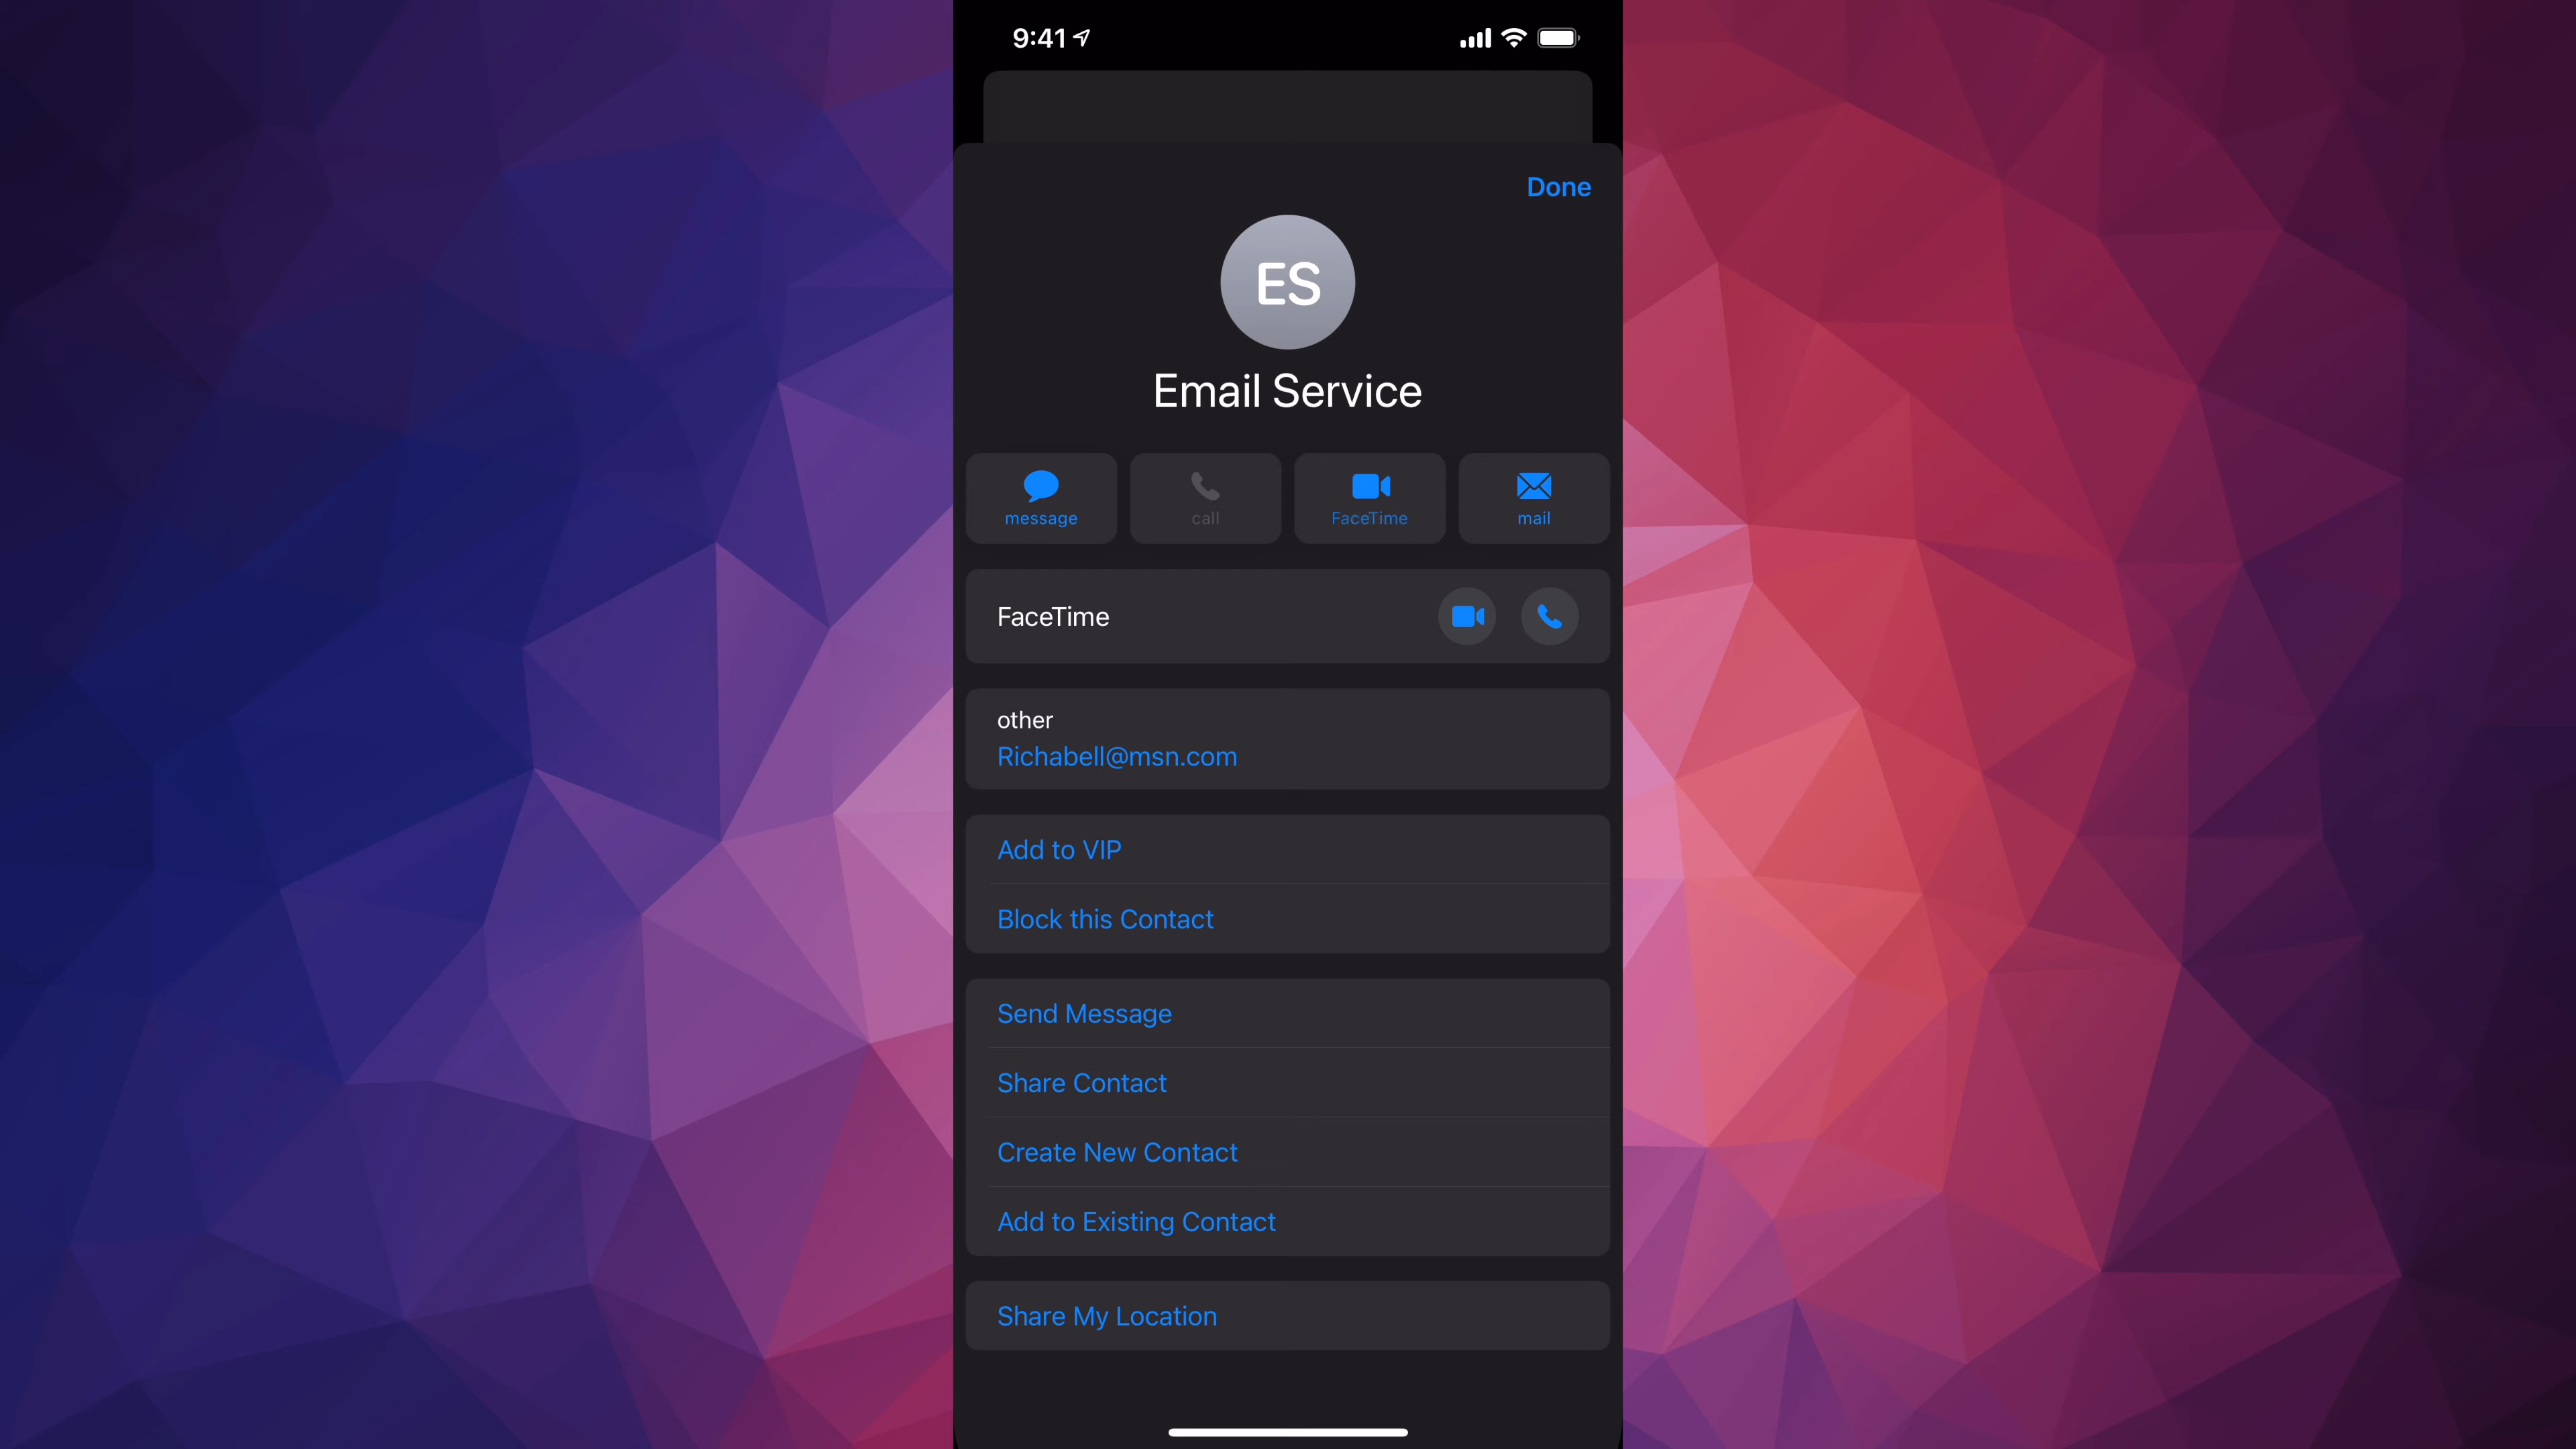 9:41
Done
ES
Email Service
message
call
FaceTime
mail
FaceTime
other
Richabell@msn.com
Add to VIP
Block this Contact
Send Message
Share Contact
Create New Contact
Add to Existing Contact
Share My Location